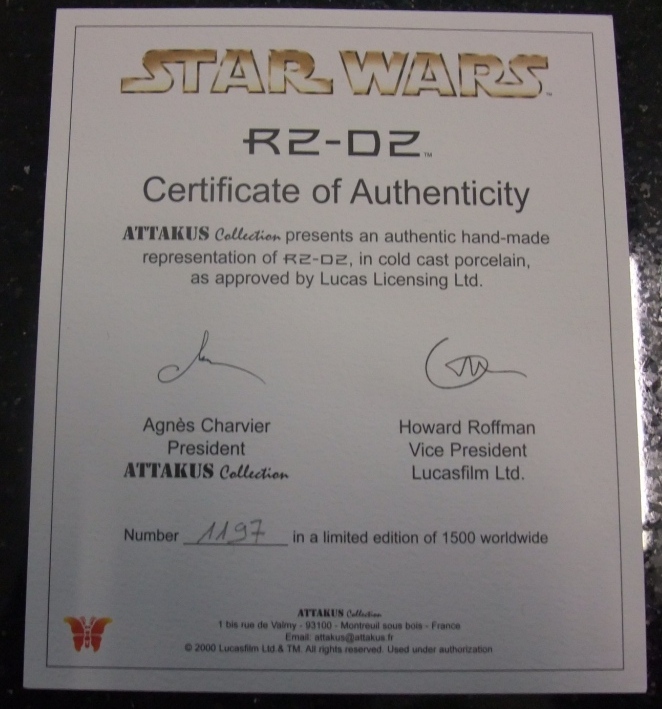 STAR WARS™
R2-D2™
Certificate of Authenticity
ATTAKUS Collection presents an authentic hand-made
representation of R2-D2, in cold cast porcelain,
as approved by Lucas Licensing Ltd.
Agnès Charvier
President
ATTAKUS Collection
Howard Roffman
Vice President
Lucasfilm Ltd.
Number 1197 in a limited edition of 1500 worldwide
ATTAKUS Collection
1 bis rue de Valmy - 93100 - Montreuil sous bois - France
Email: attakus@attakus.fr
© 2000 Lucasfilm Ltd.& TM. All rights reserved. Used under authorization